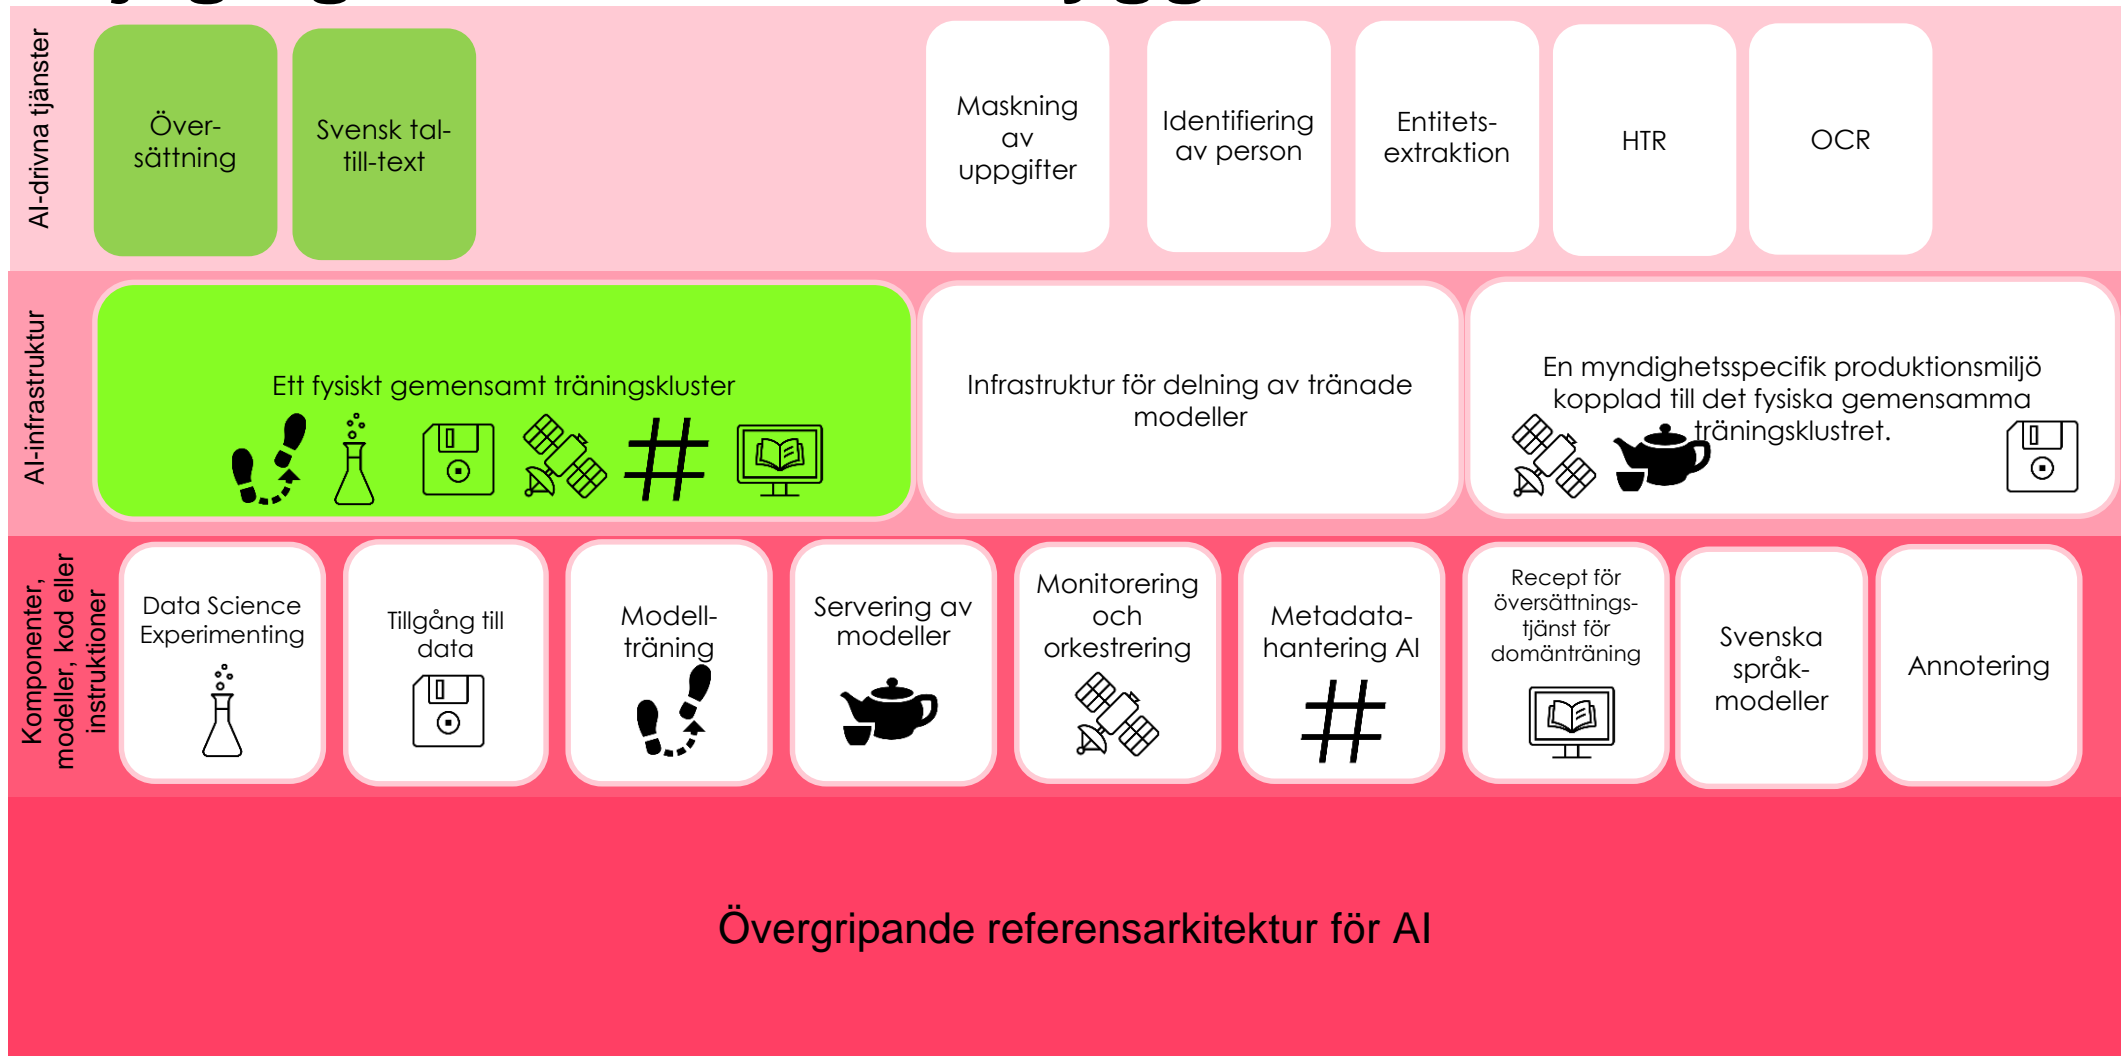 AI-drivna tjänster
Över-
sättning
Svensk tal-
till-text
Maskning
av
uppgifter
Identifiering
av person
Entitets-
extraktion
HTR
OCR
AI-infrastruktur
Ett fysiskt gemensamt träningskluster
Infrastruktur för delning av tränade
modeller
En myndighetsspecifik produktionsmiljö
kopplad till det fysiska gemensamma
träningsklustret.
Komponenter,
modeller, kod eller
instruktioner
Data Science
Experimenting
Tillgång till
data
Modell-
träning
Servering av
modeller
Monitorering
och
orkestrering
Metadata-
hantering AI
Recept för
översättnings-
tjänst för
domänträning
Svenska
språk-
modeller
Annotering
Övergripande referensarkitektur för AI